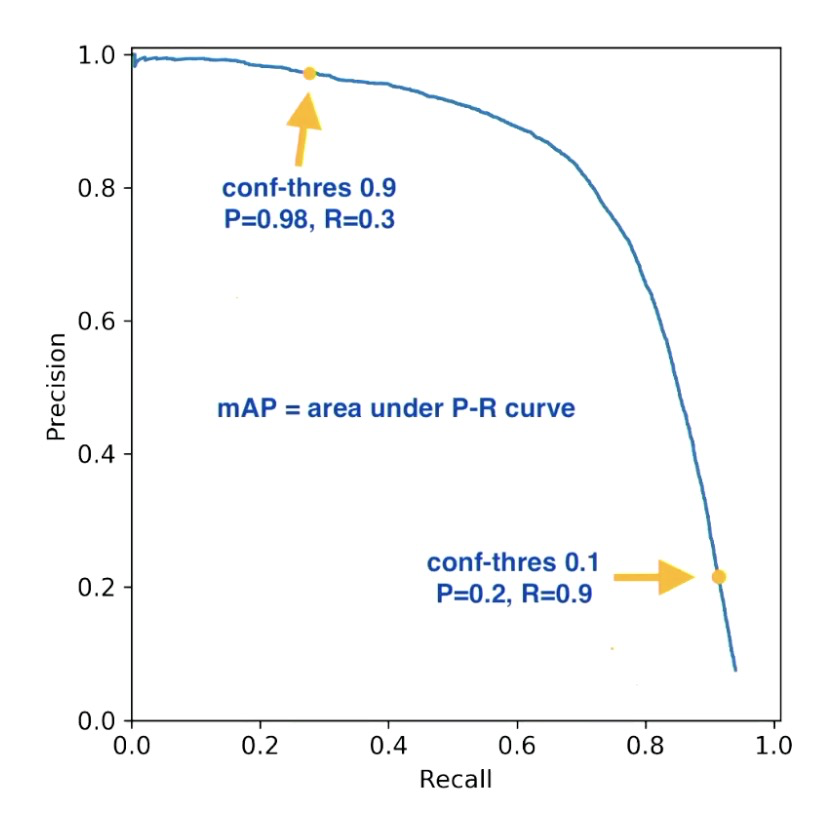 1.0
0.8
0.6
0.4
0.2
0.0
Precision
conf-thres 0.9
P=0.98, R=0.3
mAP = area under P-R curve
conf-thres 0.1
P=0.2, R=0.9
0.0 0.2 0.4 0.6 0.8 1.0
Recall